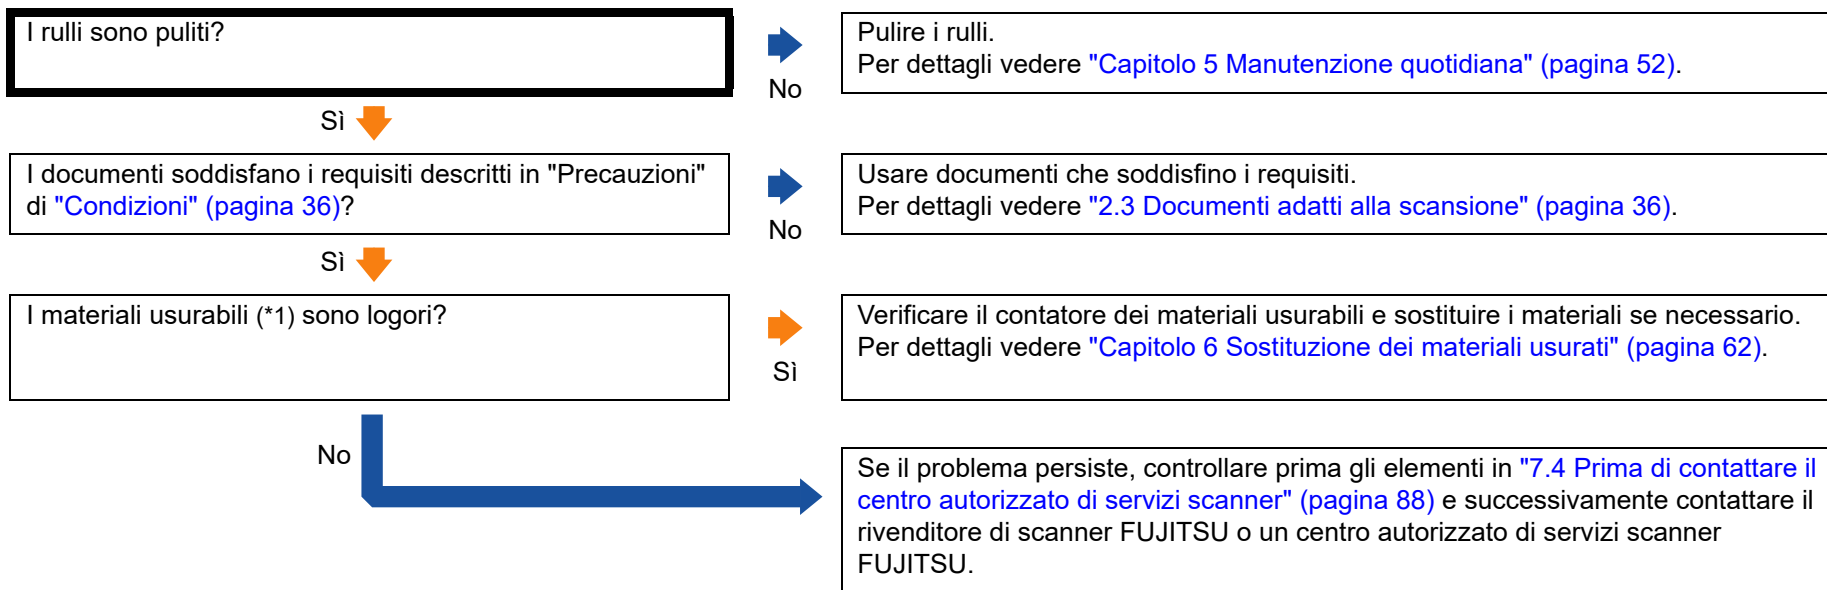 I rulli sono puliti?
No
Pulire i rulli.
Per dettagli vedere "Capitolo 5 Manutenzione quotidiana" (pagina 52).
Sì
I documenti soddisfano i requisiti descritti in "Precauzioni"
di "Condizioni" (pagina 36)?
No
Usare documenti che soddisfino i requisiti.
Per dettagli vedere "2.3 Documenti adatti alla scansione" (pagina 36).
Sì
I materiali usurabili (*1) sono logori?
Sì
Verificare il contatore dei materiali usurabili e sostituire i materiali se necessario.
Per dettagli vedere "Capitolo 6 Sostituzione dei materiali usurati" (pagina 62).
No
Se il problema persiste, controllare prima gli elementi in "7.4 Prima di contattare il
centro autorizzato di servizi scanner" (pagina 88) e successivamente contattare il
rivenditore di scanner FUJITSU o un centro autorizzato di servizi scanner
FUJITSU.